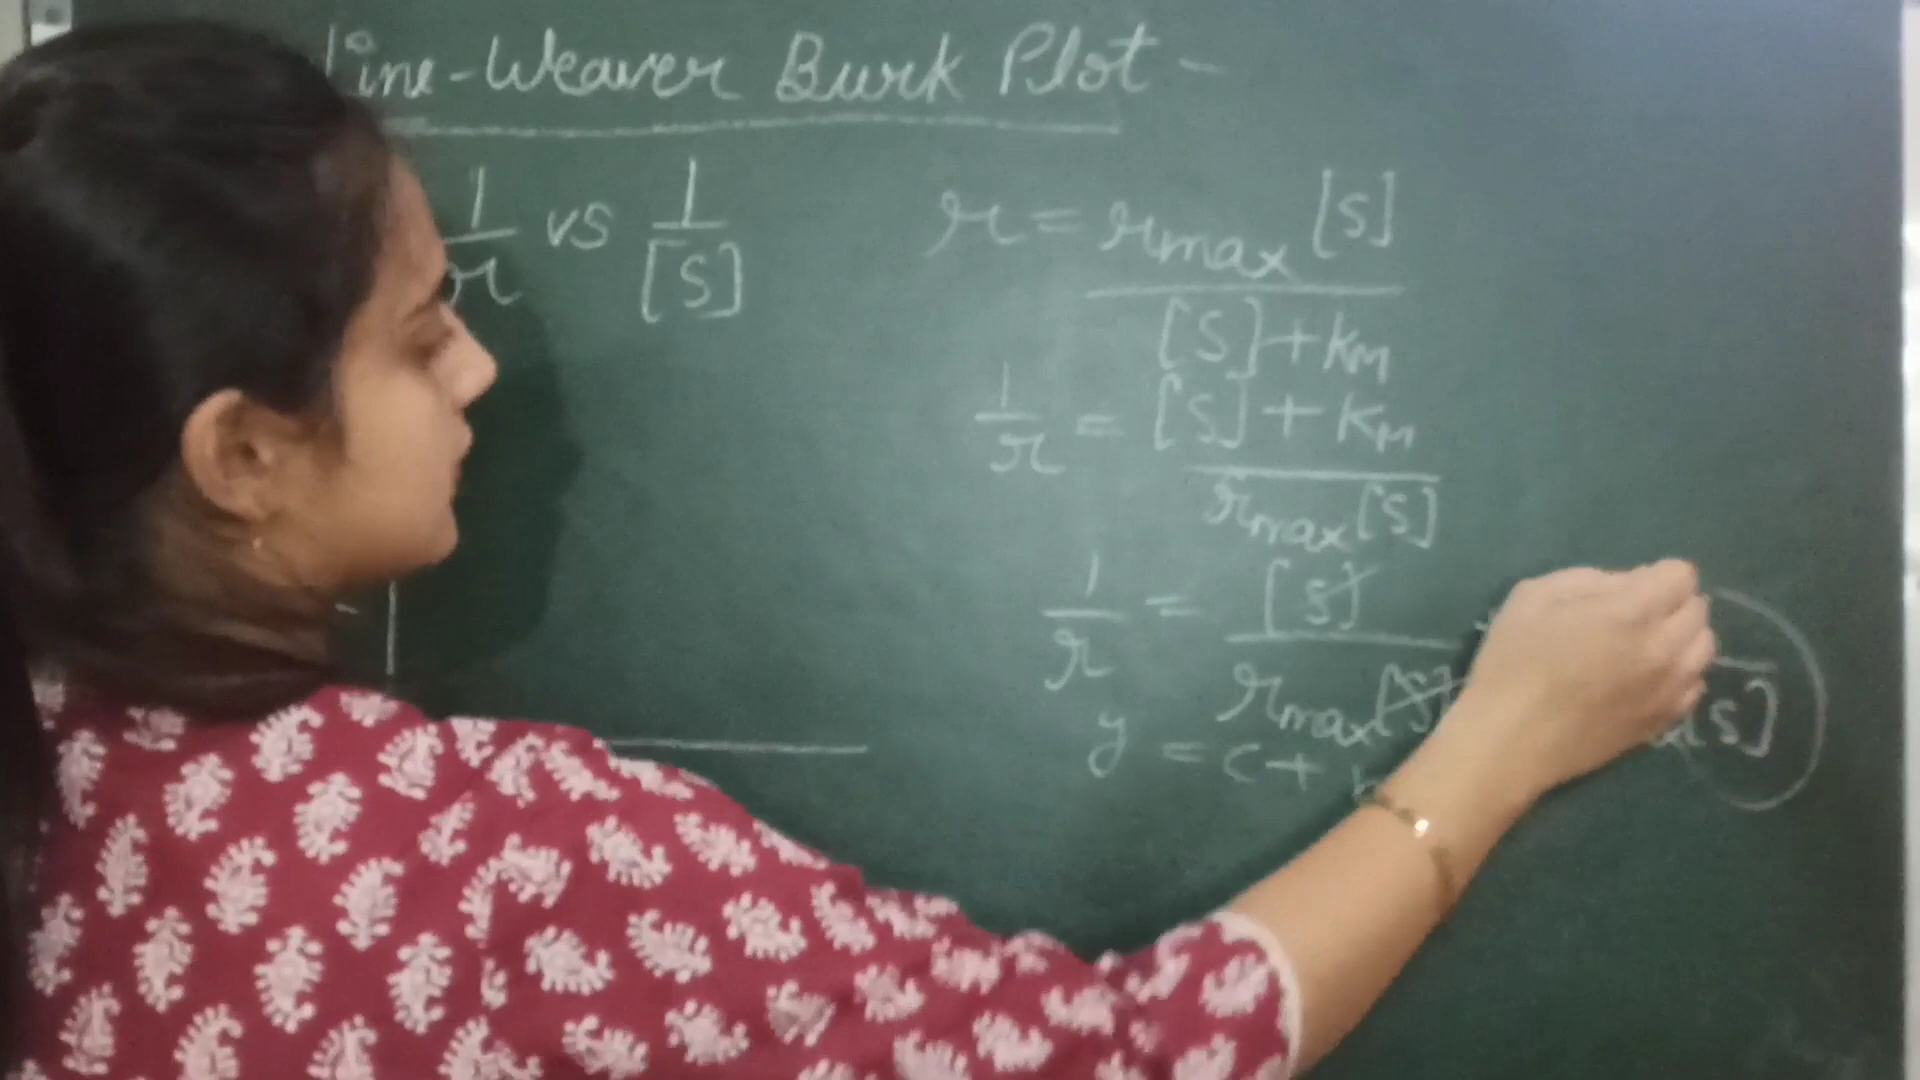 Line-Weaver Burk Plot -
1/r vs 1/[S]
r = rmax [S] / [S] + KM
1/r = [S] + KM / rmax [S]
1/r = [S] / rmax [S] [S]
y = c +